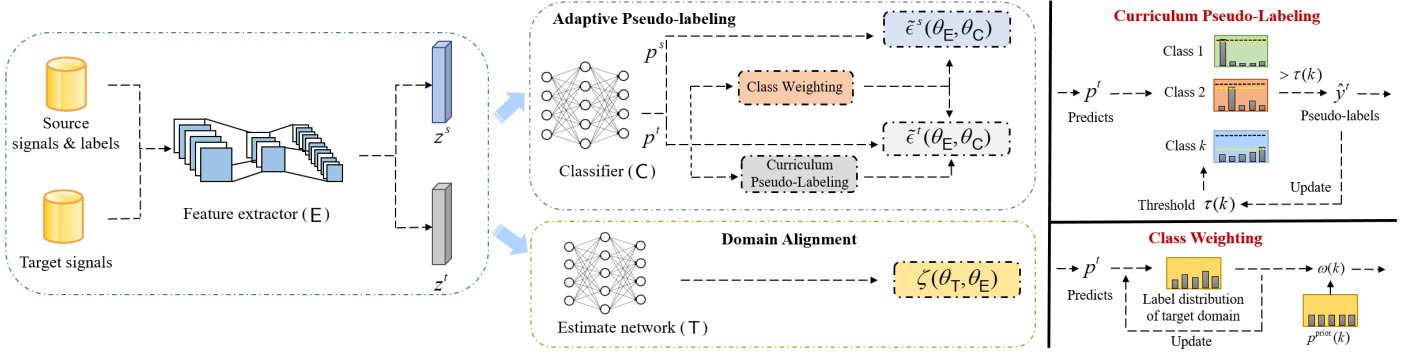 Source
signals & labels
Target signals
Feature extractor (E)
z^s
z^t
Adaptive Pseudo-labeling
p^s
p^t
Classifier (C)
Class Weighting
Curriculum
Pseudo-Labeling
ε̃^s(θ_E, θ_C)
ε̃^t(θ_E, θ_C)
Domain Alignment
Estimate network (T)
ζ(θ_T, θ_E)
Curriculum Pseudo-Labeling
Class 1
Class 2
Class k
p^t
Predicts
> τ(k)
ŷ^t
Pseudo-labels
Update
Threshold τ(k)
Class Weighting
p^t
Predicts
Label distribution
of target domain
Update
ω(k)
p^prior(k)